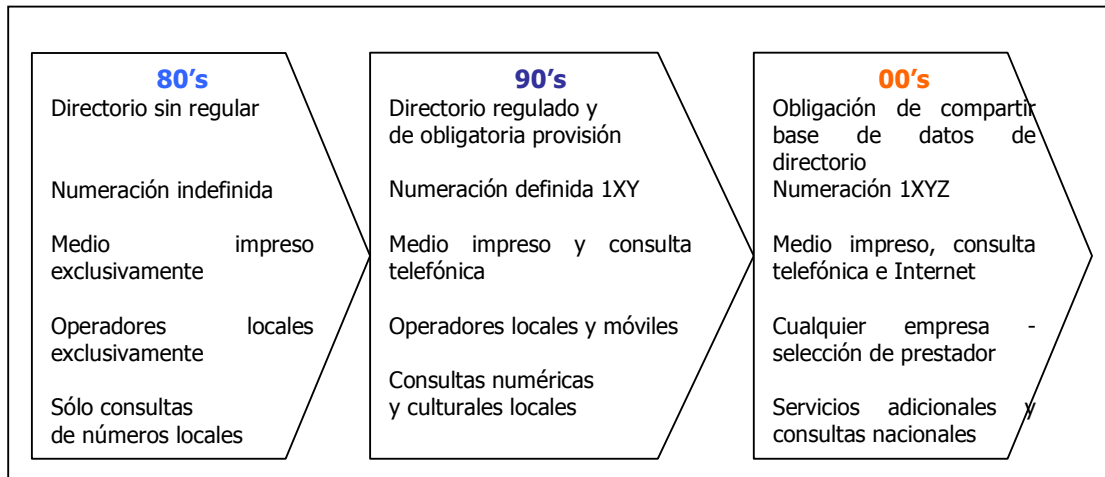 80’s
Directorio sin regular
Numeración indefinida
Medio impreso
exclusivamente
Operadores locales
exclusivamente
Sólo consultas
de números locales
90’s
Directorio regulado y
de obligatoria provisión
Numeración definida 1XY
Medio impreso y consulta
telefónica
Operadores locales y móviles
Consultas numéricas
y culturales locales
00’s
Obligación de compartir
base de datos de
directorio
Numeración 1XYZ
Medio impreso, consulta
telefónica e Internet
Cualquier empresa -
selección de prestador
Servicios adicionales y
consultas nacionales